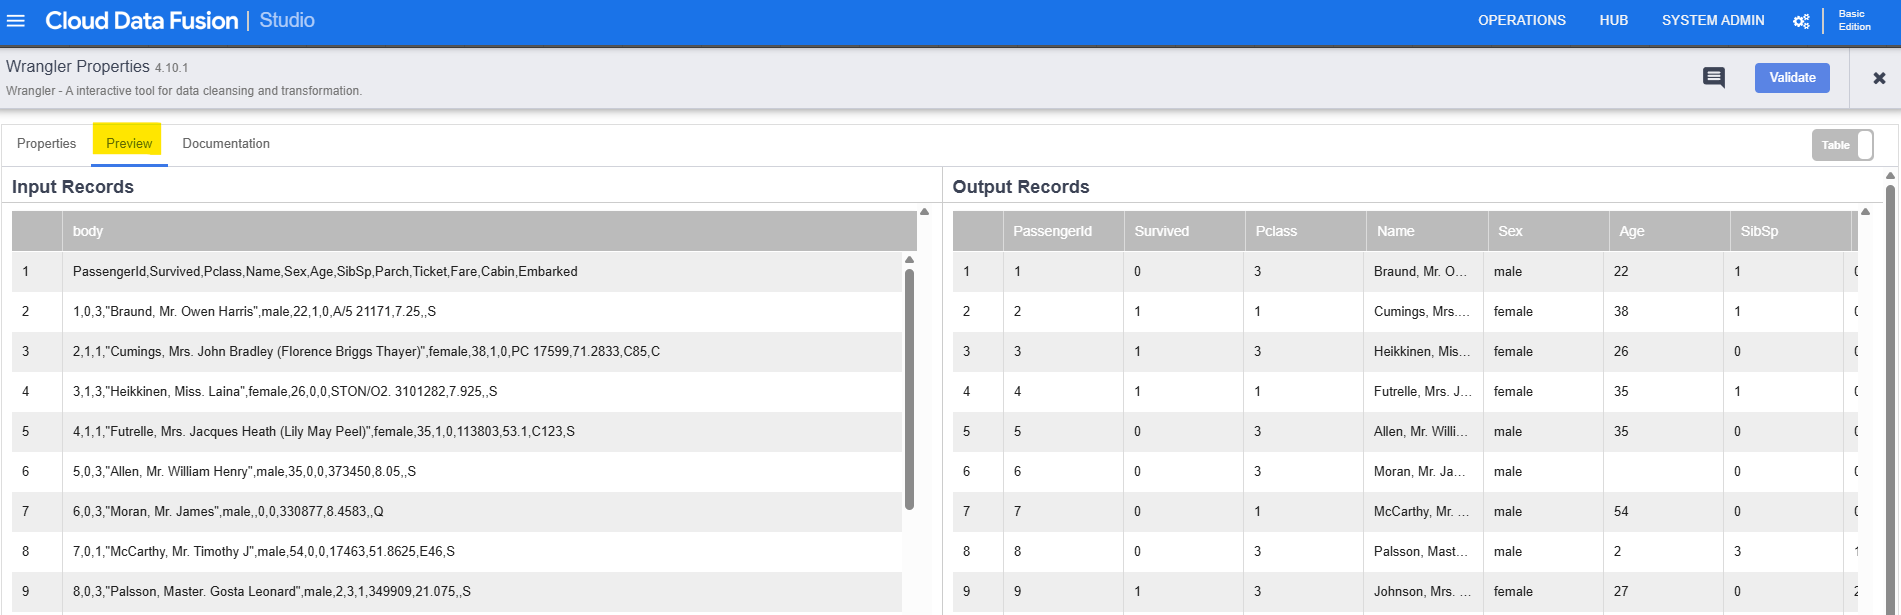 Cloud Data Fusion | Studio OPERATIONS HUB SYSTEM ADMIN Basic Edition
Wrangler Properties 4.10.1
Wrangler - A interactive tool for data cleansing and transformation.
Validate
Properties Preview Documentation Table
Input Records
body
1 PassengerId,Survived,Pclass,Name,Sex,Age,SibSp,Parch,Ticket,Fare,Cabin,Embarked
2 1,0,3,"Braund, Mr. Owen Harris",male,22,1,0,A/5 21171,7.25,,S
3 2,1,1,"Cumings, Mrs. John Bradley (Florence Briggs Thayer)",female,38,1,0,PC 17599,71.2833,C85,C
4 3,1,3,"Heikkinen, Miss. Laina",female,26,0,0,STON/O2. 3101282,7.925,,S
5 4,1,1,"Futrelle, Mrs. Jacques Heath (Lily May Peel)",female,35,1,0,113803,53.1,C123,S
6 5,0,3,"Allen, Mr. William Henry",male,35,0,0,373450,8.05,,S
7 6,0,3,"Moran, Mr. James",male,,0,0,330877,8.4583,,Q
8 7,0,1,"McCarthy, Mr. Timothy J",male,54,0,0,17463,51.8625,E46,S
9 8,0,3,"Palsson, Master. Gosta Leonard",male,2,3,1,349909,21.075,,S
Output Records
PassengerId Survived Pclass Name Sex Age SibSp
1 1 0 3 Braund, Mr. O... male 22 1
2 2 1 1 Cumings, Mrs.... female 38 1
3 3 1 3 Heikkinen, Mis... female 26 0
4 4 1 1 Futrelle, Mrs. J... female 35 1
5 5 0 3 Allen, Mr. Willi... male 35 0
6 6 0 3 Moran, Mr. Ja... male 0
7 7 0 1 McCarthy, Mr. ... male 54 0
8 8 0 3 Palsson, Mast... male 2 3
9 9 1 3 Johnson, Mrs. ... female 27 0